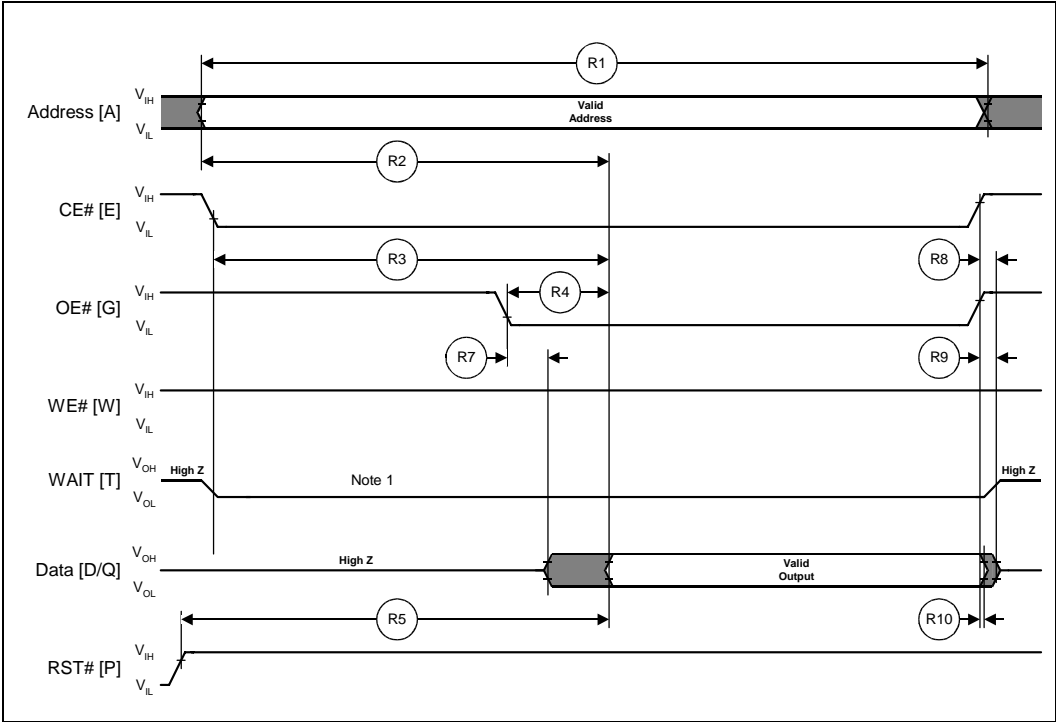 R1
Address [A]
VIH
VIL
Valid
Address
R2
CE# [E]
VIH
VIL
R3
R8
OE# [G]
VIH
VIL
R4
R7
R9
WE# [W]
VIH
VIL
WAIT [T]
VOH
High Z
VOL
Note 1
High Z
Data [D/Q]
VOH
VOL
High Z
Valid
Output
R5
R10
RST# [P]
VIH
VIL